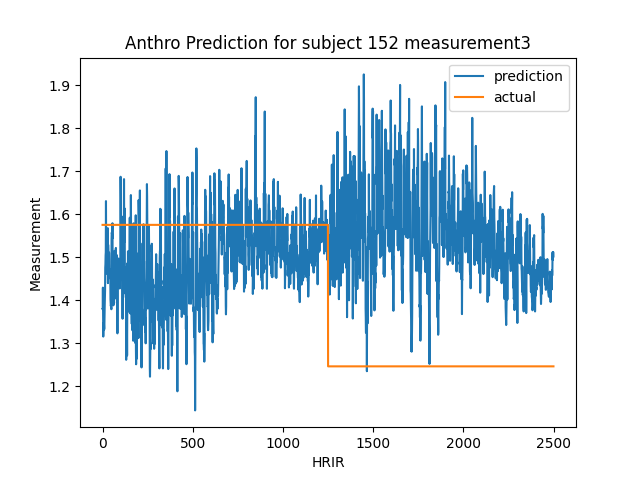 Anthro Prediction for subject 152 measurement3
prediction
actual
Measurement
1.9
1.8
1.7
1.6
1.5
1.4
1.3
1.2
0
500
1000
1500
2000
2500
HRIR